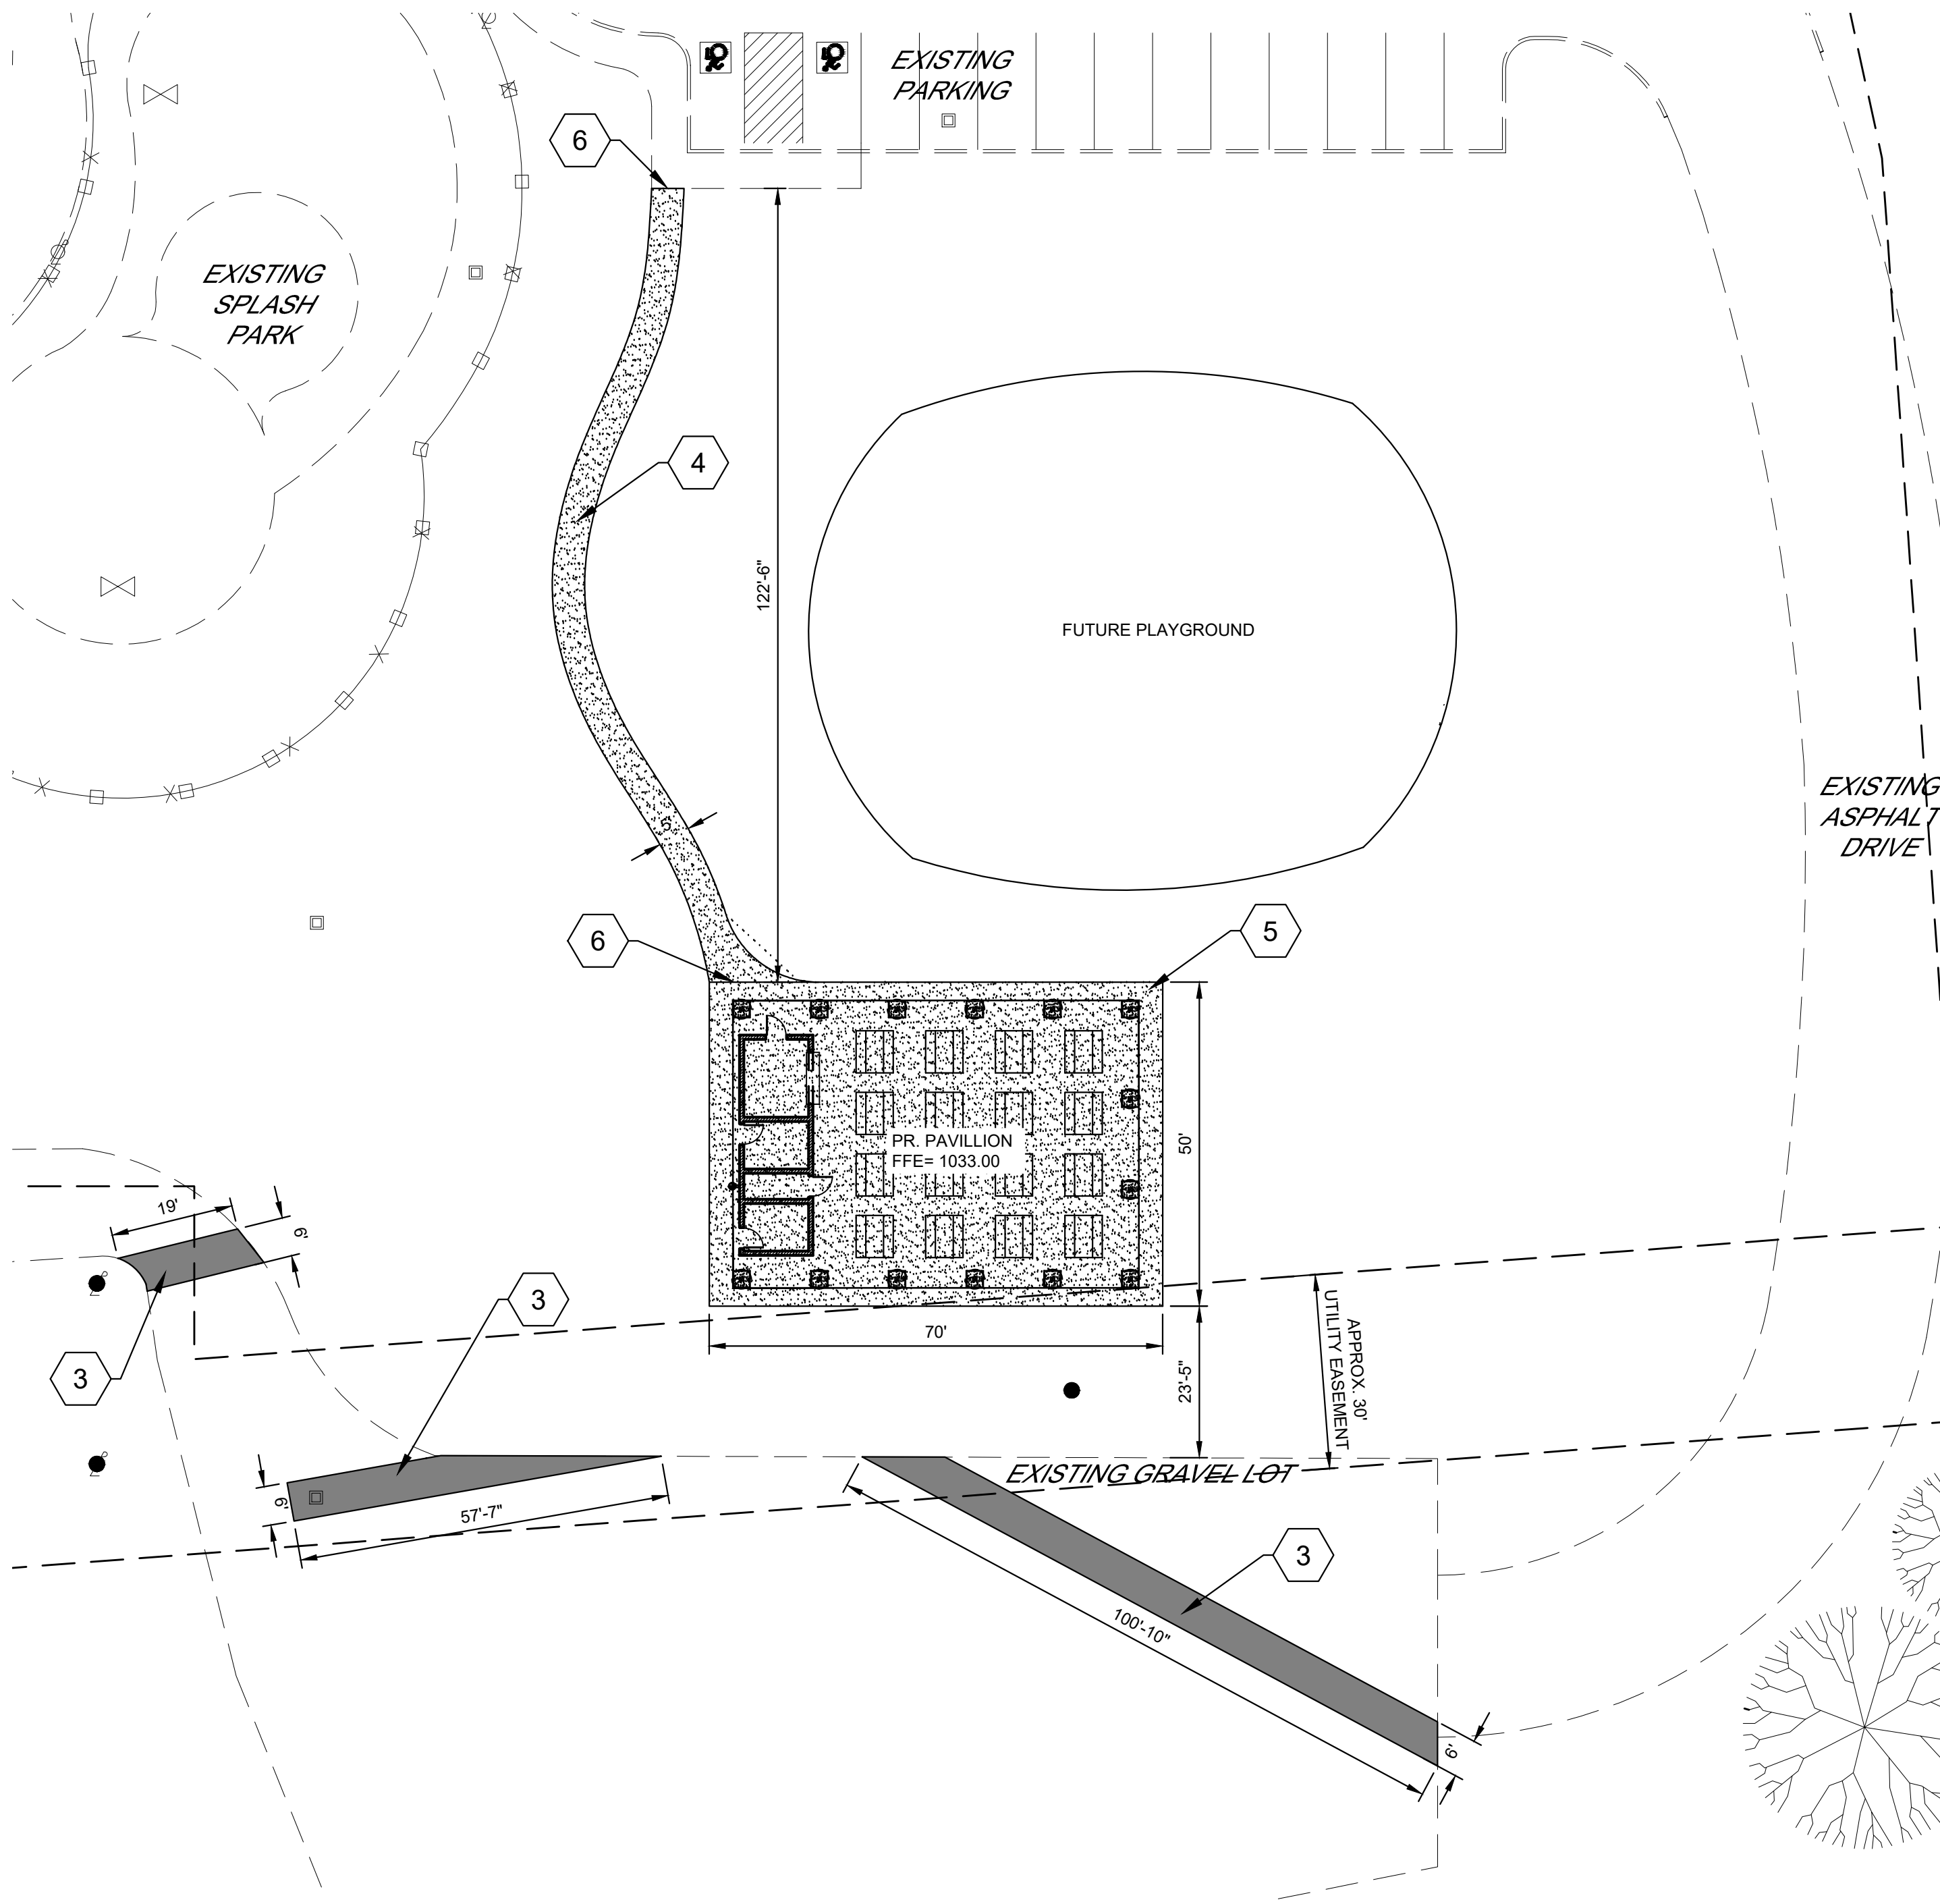 EXISTING
PARKING
6
EXISTING
SPLASH
PARK
4
122'-6"
FUTURE PLAYGROUND
EXISTING
ASPHALT
DRIVE
5'
6
5
PR. PAVILLION
FFE= 1033.00
50'
19'
6'
3
3
70'
23'-5"
APPROX. 30'
UTILITY EASEMENT
EXISTING GRAVEL LOT
6'
57'-7"
3
100'-10"
6'